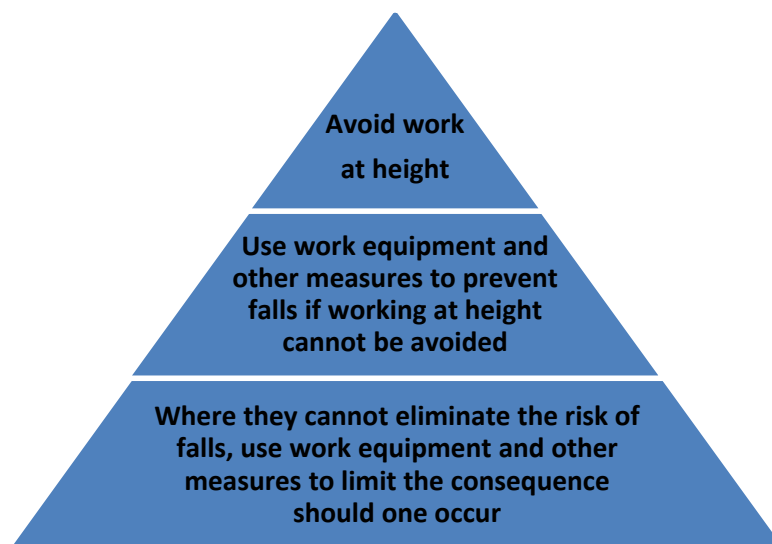 Avoid work
at height
Use work equipment and
other measures to prevent
falls if working at height
cannot be avoided
Where they cannot eliminate the risk of
falls, use work equipment and other
measures to limit the consequence
should one occur